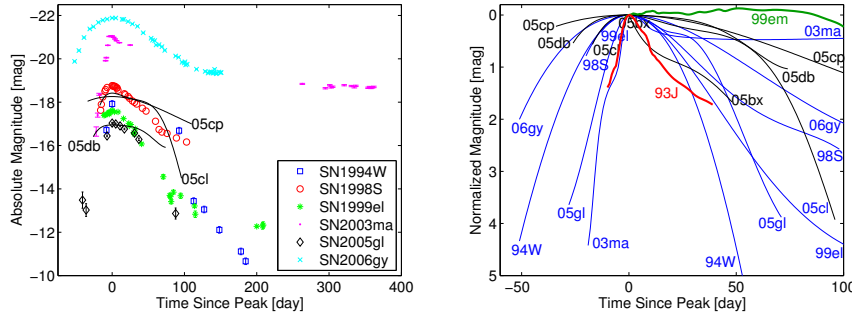 -22
-20
-18
-16
-14
-12
-10
0
100
200
300
400
Absolute Magnitude [mag]
Time Since Peak [day]
05cp
05db
05cl
SN1994W
SN1998S
SN1999el
SN2003ma
SN2005gl
SN2006gy
0
1
2
3
4
5
-50
0
50
100
Normalized Magnitude [mag]
Time Since Peak [day]
05cp
05db
99el
05bx
05cl
98S
99em
03ma
05cp
05db
93J
05bx
06gy
06gy
98S
05gl
05gl
05cl
03ma
94W
94W
99el